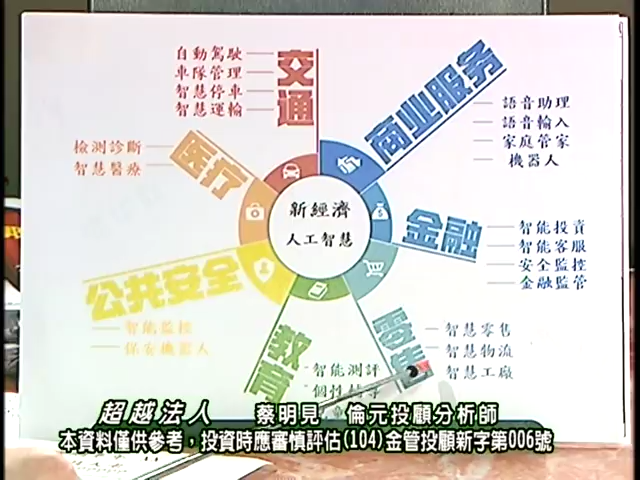 交通
自動駕駛
車隊管理
智慧停車
智慧運輸
商业服务
語音助理
語音輸入
家庭管家
機器人
医疗
檢測診斷
智慧醫療
新經濟
人工智慧
金融
智能投資
智能客服
安全監控
金融監管
公共安全
智能監控
保安機器人
教育
智能測評
個性輔導
零售
智慧零售
智慧物流
智慧工廠
超越法人 蔡明見 倫元投顧分析師
本資料僅供參考，投資時應審慎評估(104)金管投顧新字第006號